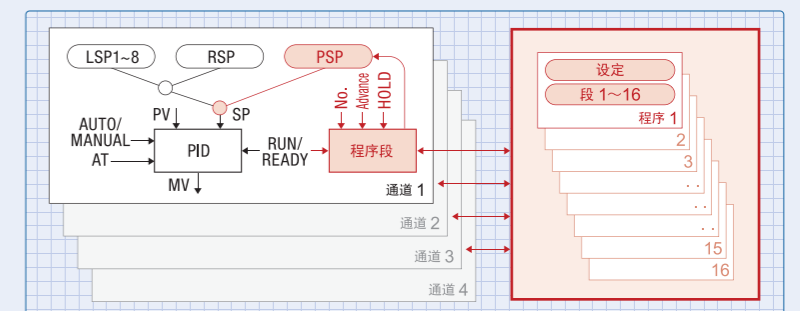 LSP1~8
RSP
PSP
No.
Advance
HOLD
PV
SP
AUTO/
MANUAL
AT
PID
RUN/
READY
程序段
MV
通道 1
通道 2
通道 3
通道 4
设定
段 1～16
程序 1
2
3
. .
. .
. .
15
16